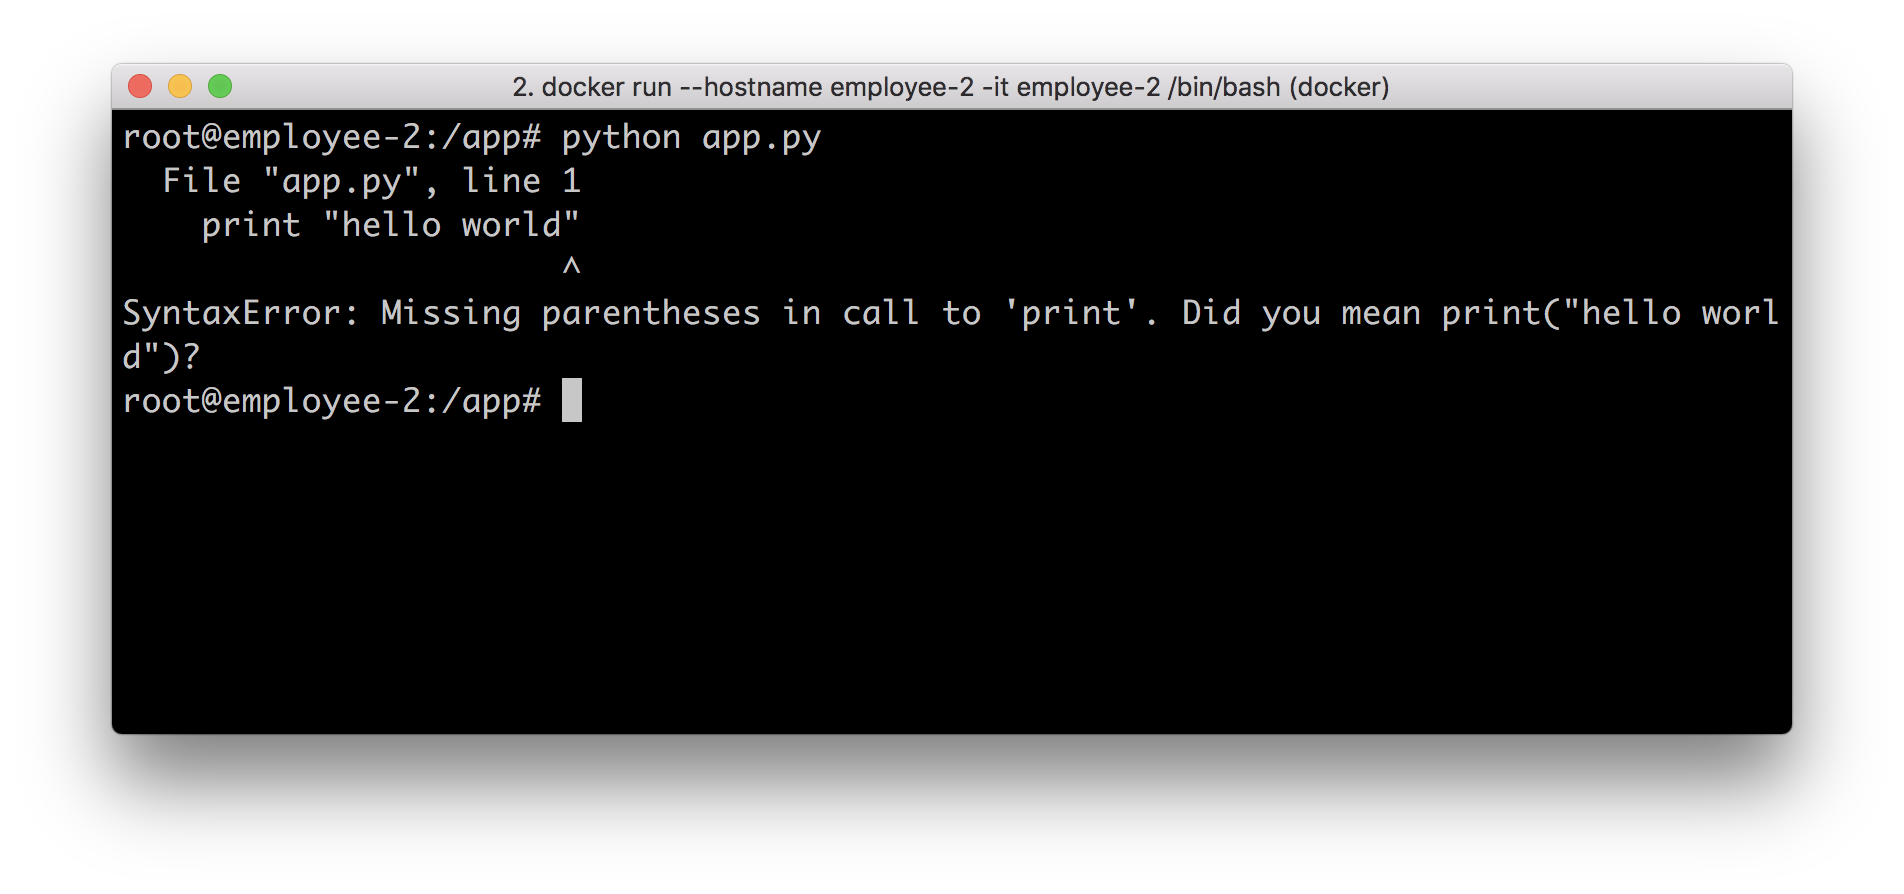 2. docker run --hostname employee-2 -it employee-2 /bin/bash (docker)
root@employee-2:/app# python app.py
  File "app.py", line 1
    print "hello world"
                      ^
SyntaxError: Missing parentheses in call to 'print'. Did you mean print("hello worl
d")?
root@employee-2:/app#